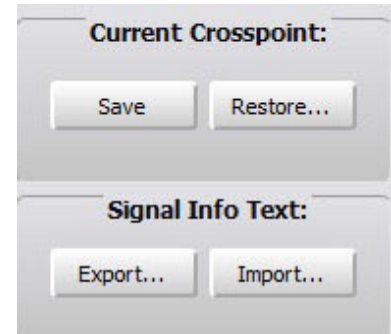 Current Crosspoint:
Save Restore...
Signal Info Text:
Export... Import...